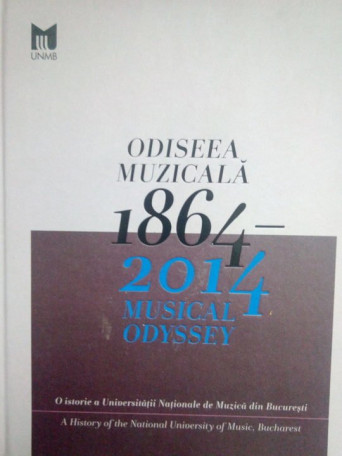 UNMB
ODISEEA
MUZICALĂ
1864–
2014
MUSICAL
ODYSSEY
O istorie a Universității Naționale de Muzică din București
A History of the National University of Music, Bucharest